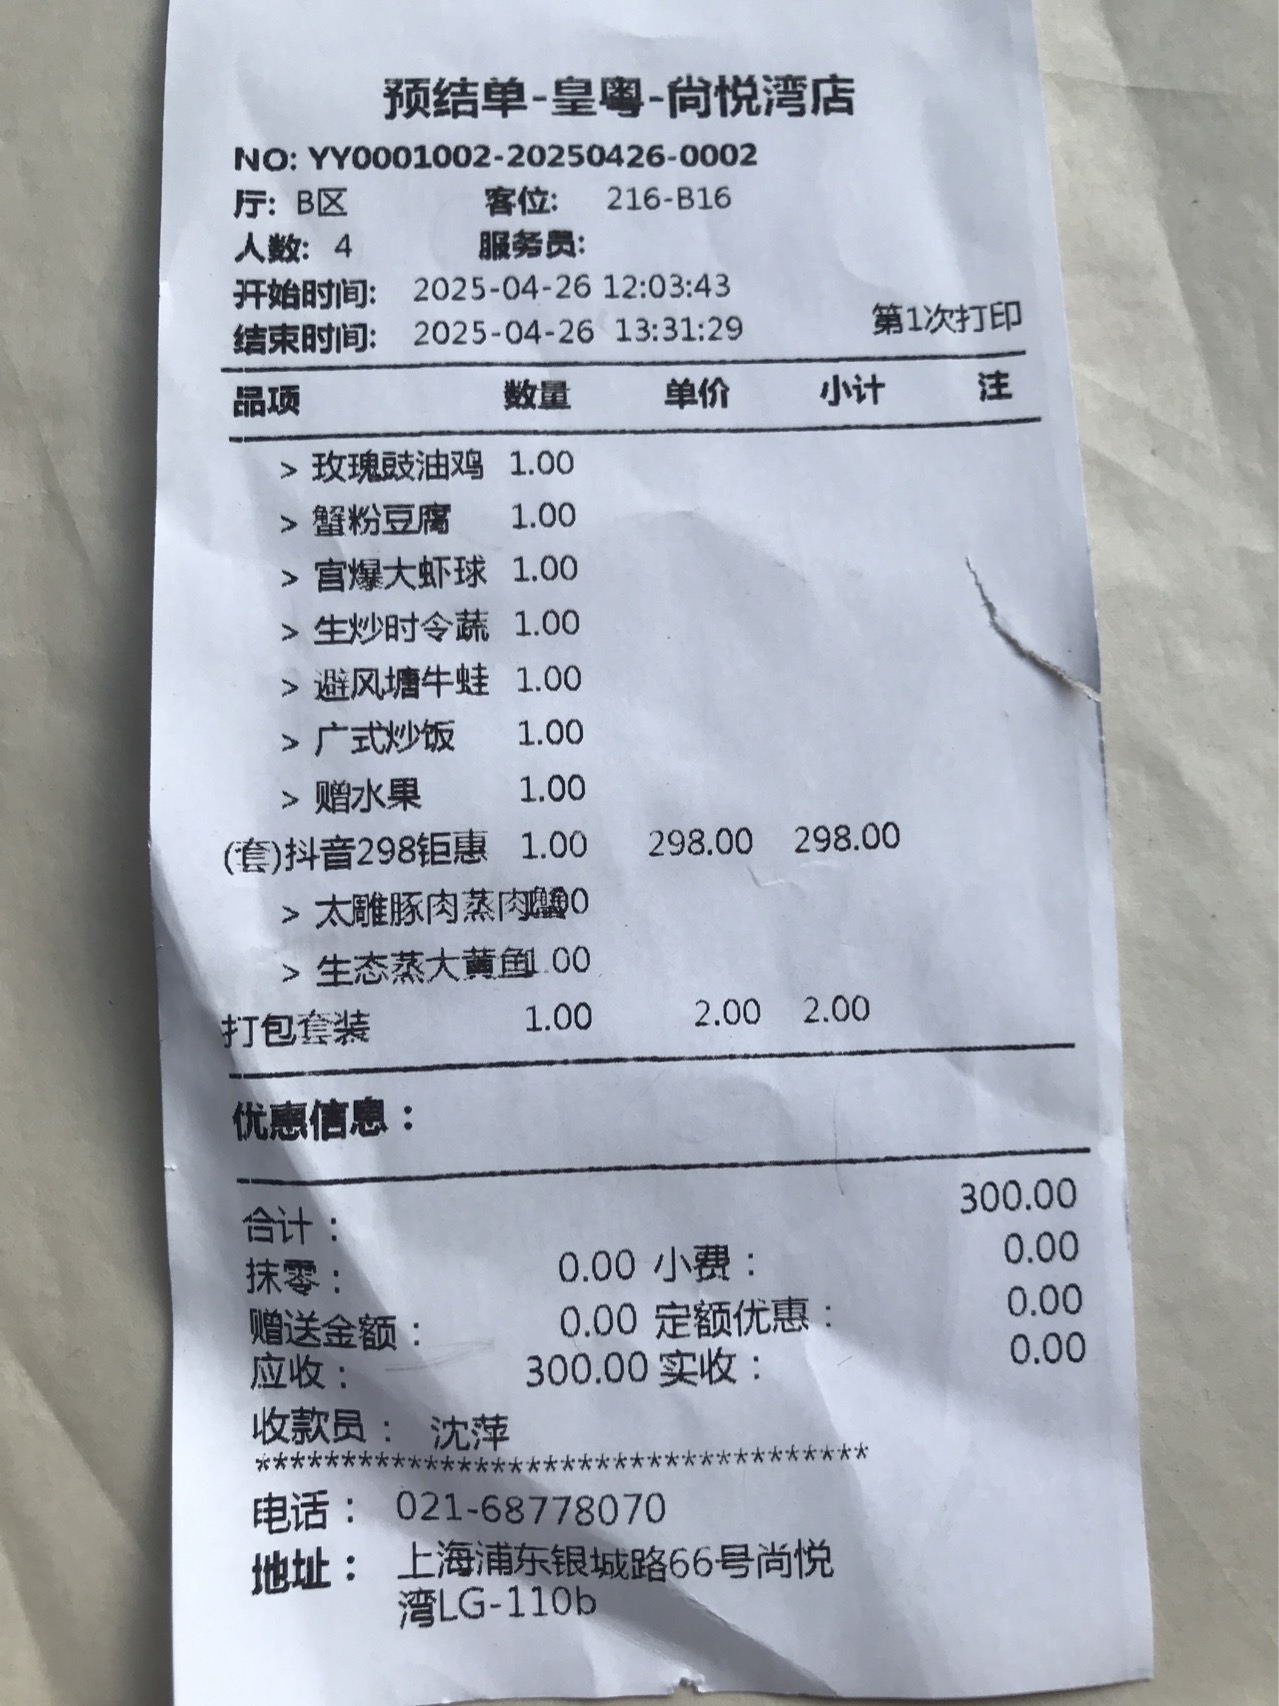 预结单-皇粤-尚悦湾店
NO: YY0001002-20250426-0002
厅: B区 客位: 216-B16
人数: 4 服务员:
开始时间: 2025-04-26 12:03:43
结束时间: 2025-04-26 13:31:29 第1次打印
品项 数量 单价 小计 注
> 玫瑰豉油鸡 1.00
> 蟹粉豆腐 1.00
> 宫爆大虾球 1.00
> 生炒时令蔬 1.00
> 避风塘牛蛙 1.00
> 广式炒饭 1.00
> 赠水果 1.00
(套)抖音298钜惠 1.00 298.00 298.00
> 太雕豚肉蒸肉蟹 1.00
> 生态蒸大黄鱼 1.00
打包套装 1.00 2.00 2.00
优惠信息：
合计： 300.00
抹零： 0.00 小费： 0.00
赠送金额： 0.00 定额优惠： 0.00
应收： 300.00 实收： 0.00
收款员： 沈萍
**************************************
电话： 021-68778070
地址： 上海浦东银城路66号尚悦
湾LG-110b